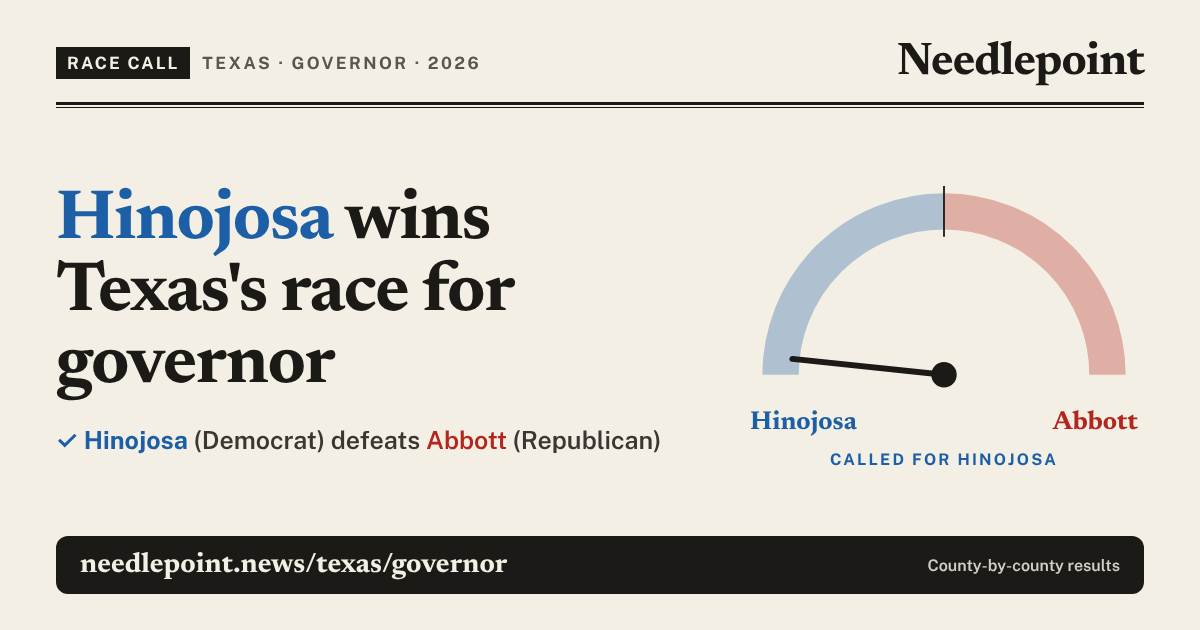 RACE CALL TEXAS · GOVERNOR · 2026
Needlepoint
Hinojosa wins
Texas's race for
governor
✓ Hinojosa (Democrat) defeats Abbott (Republican)
Hinojosa Abbott
CALLED FOR HINOJOSA
needlepoint.news/texas/governor
County-by-county results